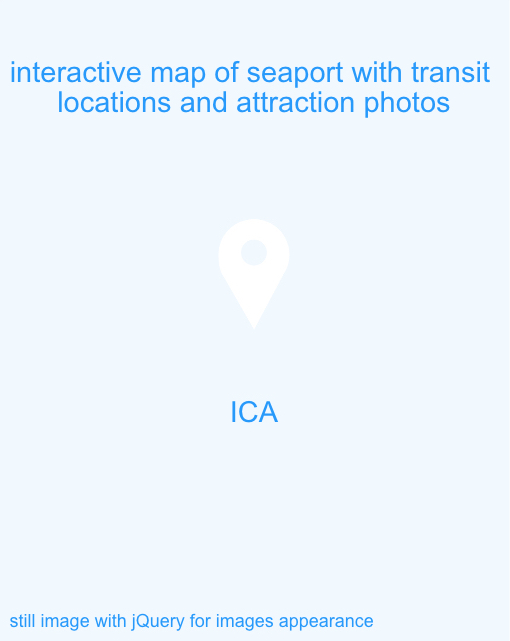 interactive map of seaport with transit
locations and attraction photos
ICA
still image with jQuery for images appearance